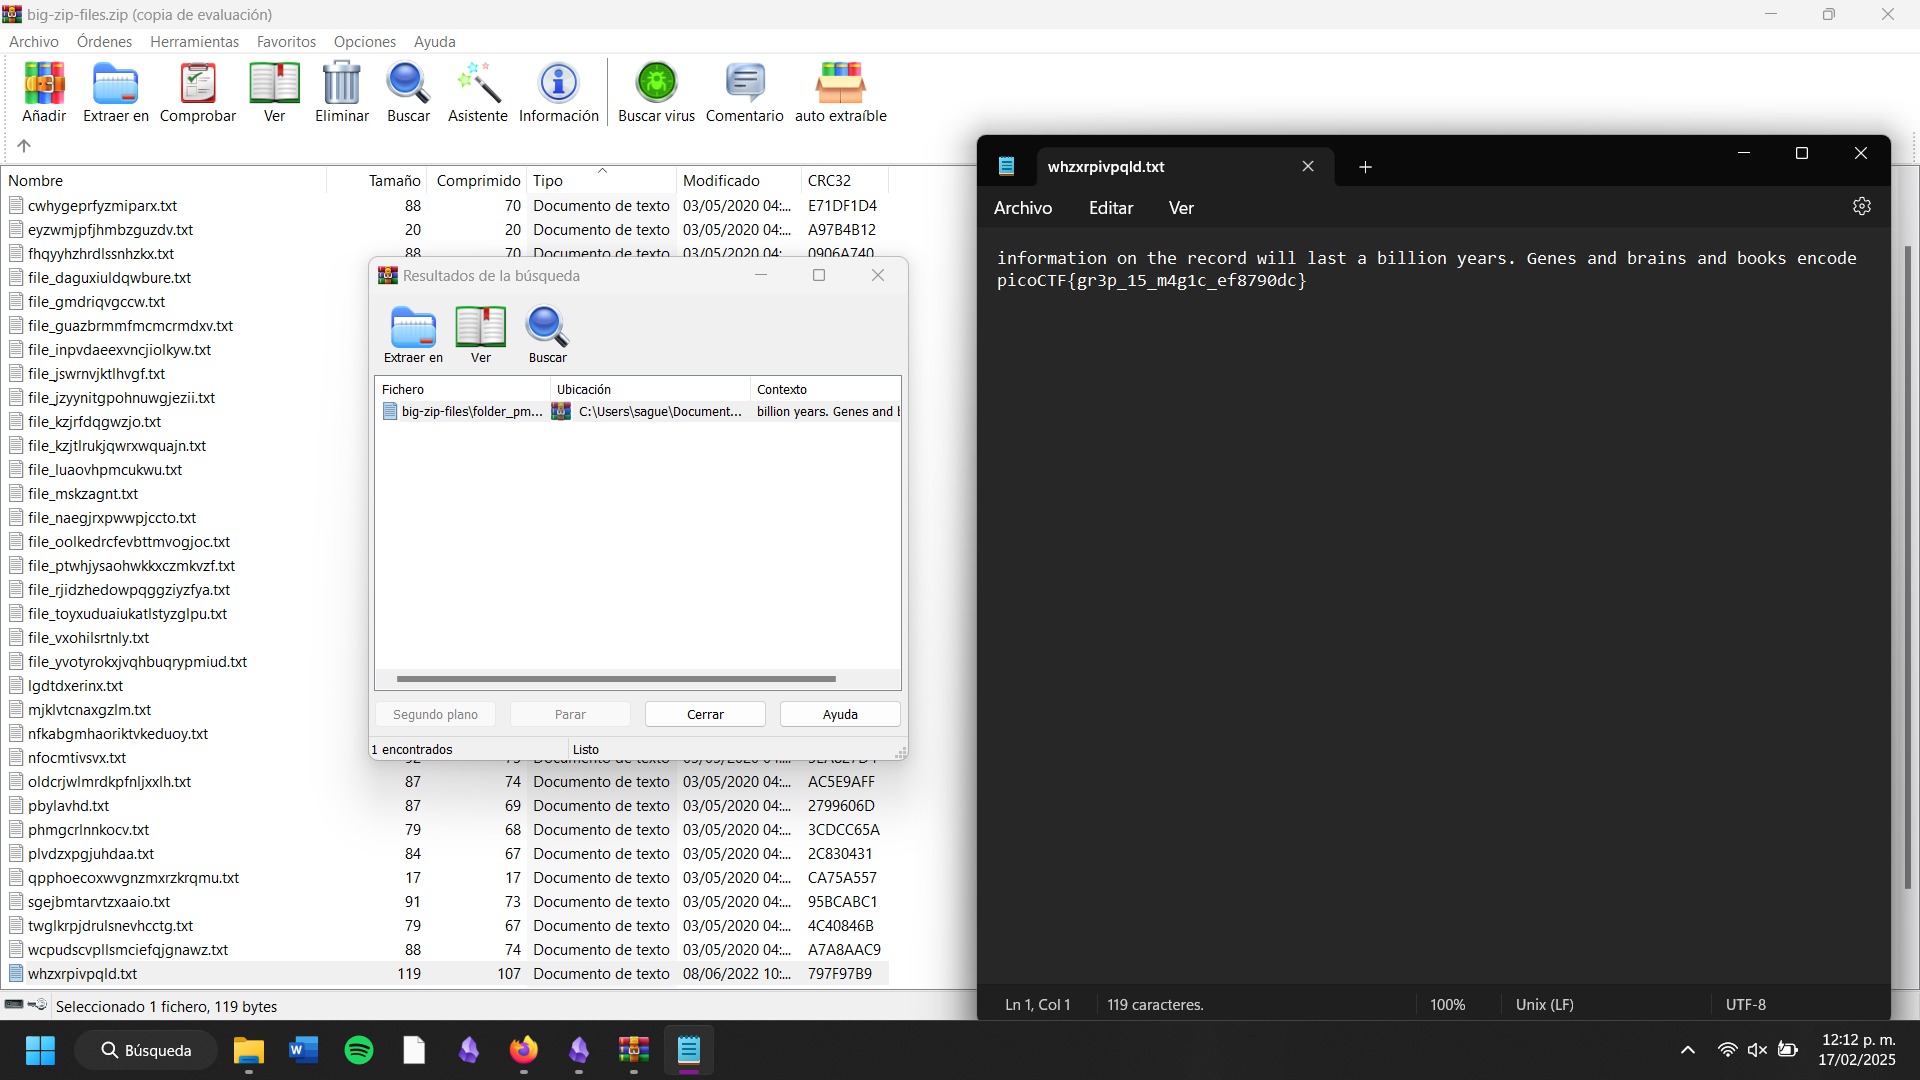 big-zip-files.zip (copia de evaluación)
Archivo Órdenes Herramientas Favoritos Opciones Ayuda
Añadir Extraer en Comprobar Ver Eliminar Buscar Asistente Información Buscar virus Comentario auto extraíble
Nombre Tamaño Comprimido Tipo Modificado CRC32
cwhygeprfyzmiparx.txt 88 70 Documento de texto 03/05/2020 04:... E71DF1D4
eyzwmjpfjhmbzguzdv.txt 20 20 Documento de texto 03/05/2020 04:... A97B4B12
fhqyyhzhrdlssnhzkx.txt 88 70 Documento de texto 03/05/2020 04:... 0906A740
file_daguxiuldqwbure.txt
file_gmdriqvgccw.txt
file_guazbrmmfmcmcrmdxv.txt
file_inpvdaeexvncjiolkyw.txt
file_jswrnvjktlhvgf.txt
file_jzyynitgpohnuwgjezii.txt
file_kzjrfdqgwzjo.txt
file_kzjtlrukjqwrxwquajn.txt
file_luaovhpmcukwu.txt
file_mskzagnt.txt
file_naegjrxpwwpjccto.txt
file_oolkedrcfevbttmvogjoc.txt
file_ptwhjysaohwkkxczmkvzf.txt
file_rjidzhedowpqggziyzfya.txt
file_toyxuduaiukatlstyzglpu.txt
file_vxohilsrtnly.txt
file_yvotyrokxjvqhbuqrypmiud.txt
lgdtdxerinx.txt
mjklvtcnaxgzlm.txt
nfkabgmhaoriktvkeduoy.txt
nfocmtivsvx.txt
oldcrjwlmrdkpfnljxxlh.txt 87 74 Documento de texto 03/05/2020 04:... AC5E9AFF
pbylavhd.txt 87 69 Documento de texto 03/05/2020 04:... 2799606D
phmgcrlnnkocv.txt 79 68 Documento de texto 03/05/2020 04:... 3CDCC65A
plvdzxpgjuhdaa.txt 84 67 Documento de texto 03/05/2020 04:... 2C830431
qpphoecoxwvgnzmxrzkrqmu.txt 17 17 Documento de texto 03/05/2020 04:... CA75A557
sgejbmtarvtzxaaio.txt 91 73 Documento de texto 03/05/2020 04:... 95BCABC1
twglkrpjdrulsnevhcctg.txt 79 67 Documento de texto 03/05/2020 04:... 4C40846B
wcpudscvpllsmciefqjgnawz.txt 88 74 Documento de texto 03/05/2020 04:... A7A8AAC9
whzxrpivpqld.txt 119 107 Documento de texto 08/06/2022 10:... 797F97B9
Seleccionado 1 fichero, 119 bytes
Resultados de la búsqueda
Extraer en Ver Buscar
Fichero Ubicación Contexto
big-zip-files\folder_pm... C:\Users\sague\Document... billion years. Genes and
Segundo plano Parar Cerrar Ayuda
1 encontrados Listo
whzxrpivpqld.txt
Archivo Editar Ver
information on the record will last a billion years. Genes and brains and books encode
picoCTF{gr3p_15_m4g1c_ef8790dc}
Ln 1, Col 1 119 caracteres. 100% Unix (LF) UTF-8
Búsqueda
12:12 p. m.
17/02/2025